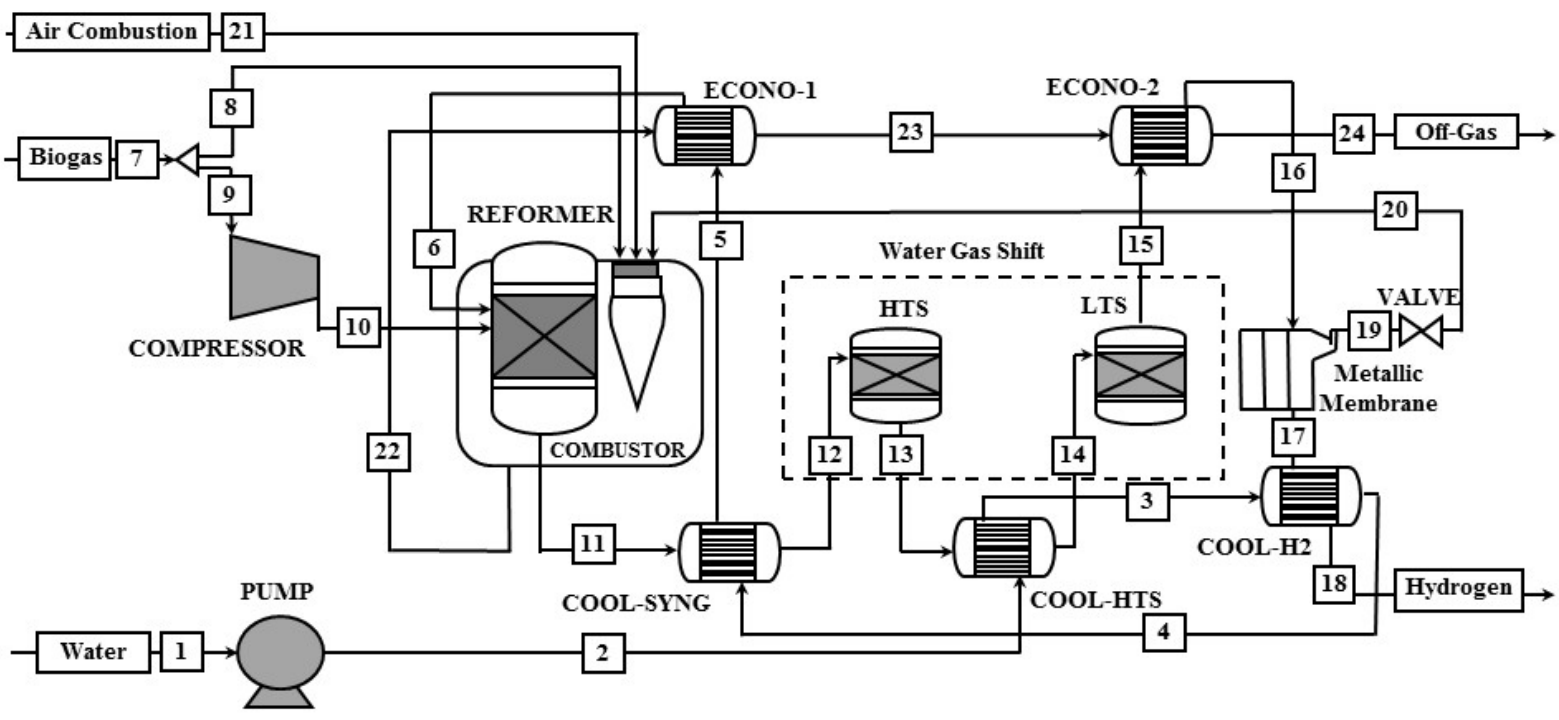 Air Combustion 21
8
ECONO-1
ECONO-2
Biogas 7
23
24 Off-Gas
9
16
REFORMER
20
6
5
15
Water Gas Shift
HTS
LTS
VALVE
10
19
COMPRESSOR
Metallic
Membrane
22
COMBUSTOR
12
13
14
17
3
11
COOL-H2
18 Hydrogen
PUMP
COOL-SYNG
COOL-HTS
4
Water 1
2